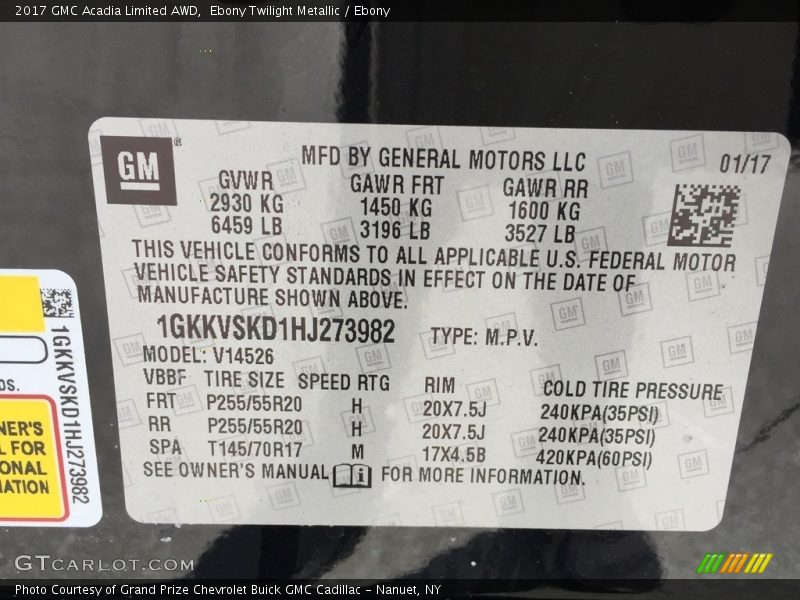 2017 GMC Acadia Limited AWD, Ebony Twilight Metallic / Ebony
GM
MFD BY GENERAL MOTORS LLC
01/17
GVWR GAWR FRT GAWR RR
2930 KG 1450 KG 1600 KG
6459 LB 3196 LB 3527 LB
THIS VEHICLE CONFORMS TO ALL APPLICABLE U.S. FEDERAL MOTOR
VEHICLE SAFETY STANDARDS IN EFFECT ON THE DATE OF
MANUFACTURE SHOWN ABOVE.
1GKKVSKD1HJ273982 TYPE: M.P.V.
MODEL: V14526
VBBF TIRE SIZE SPEED RTG RIM COLD TIRE PRESSURE
FRT P255/55R20 H 20X7.5J 240KPA(35PSI)
RR P255/55R20 H 20X7.5J 240KPA(35PSI)
SPA T145/70R17 M 17X4.5B 420KPA(60PSI)
SEE OWNER'S MANUAL i FOR MORE INFORMATION.
1GKKVSKD1HJ273982
OS.
NER'S
L FOR
ONAL
MATION
GTCARLOT.COM
Photo Courtesy of Grand Prize Chevrolet Buick GMC Cadillac - Nanuet, NY